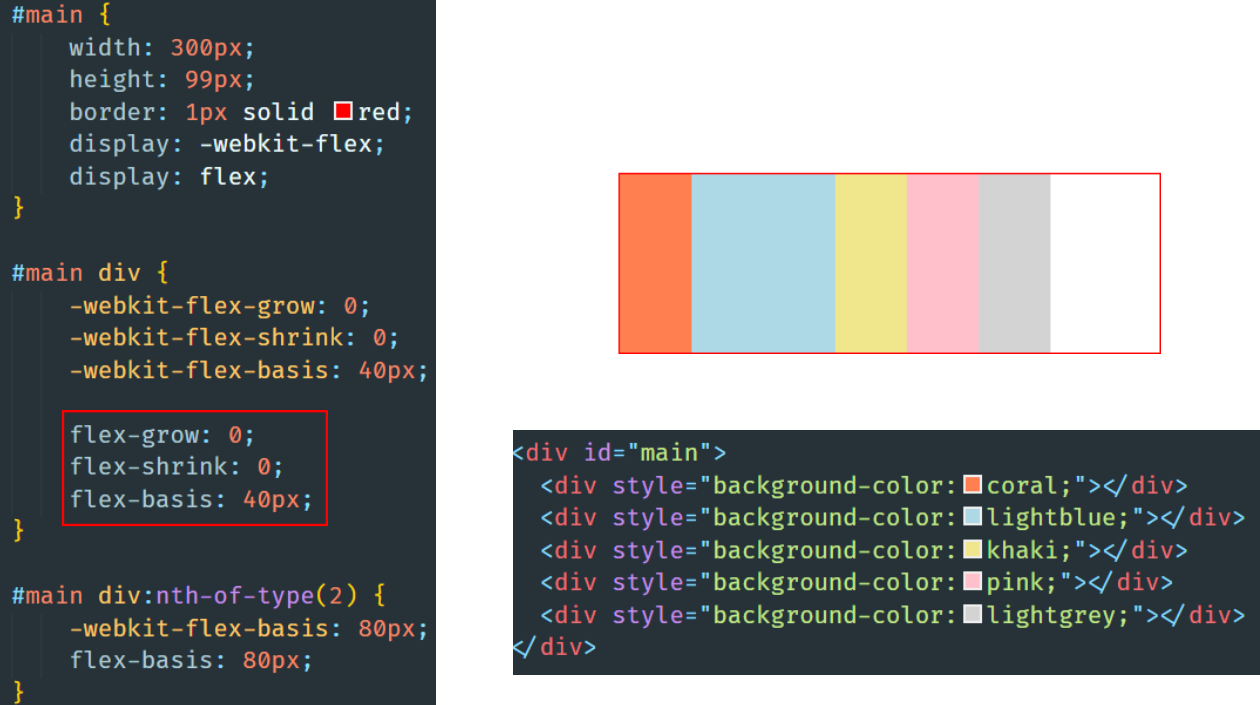 #main {
    width: 300px;
    height: 99px;
    border: 1px solid red;
    display: -webkit-flex;
    display: flex;
}

#main div {
    -webkit-flex-grow: 0;
    -webkit-flex-shrink: 0;
    -webkit-flex-basis: 40px;

    flex-grow: 0;
    flex-shrink: 0;
    flex-basis: 40px;
}

#main div:nth-of-type(2) {
    -webkit-flex-basis: 80px;
    flex-basis: 80px;
}

<div id="main">
  <div style="background-color:coral;"></div>
  <div style="background-color:lightblue;"></div>
  <div style="background-color:khaki;"></div>
  <div style="background-color:pink;"></div>
  <div style="background-color:lightgrey;"></div>
</div>